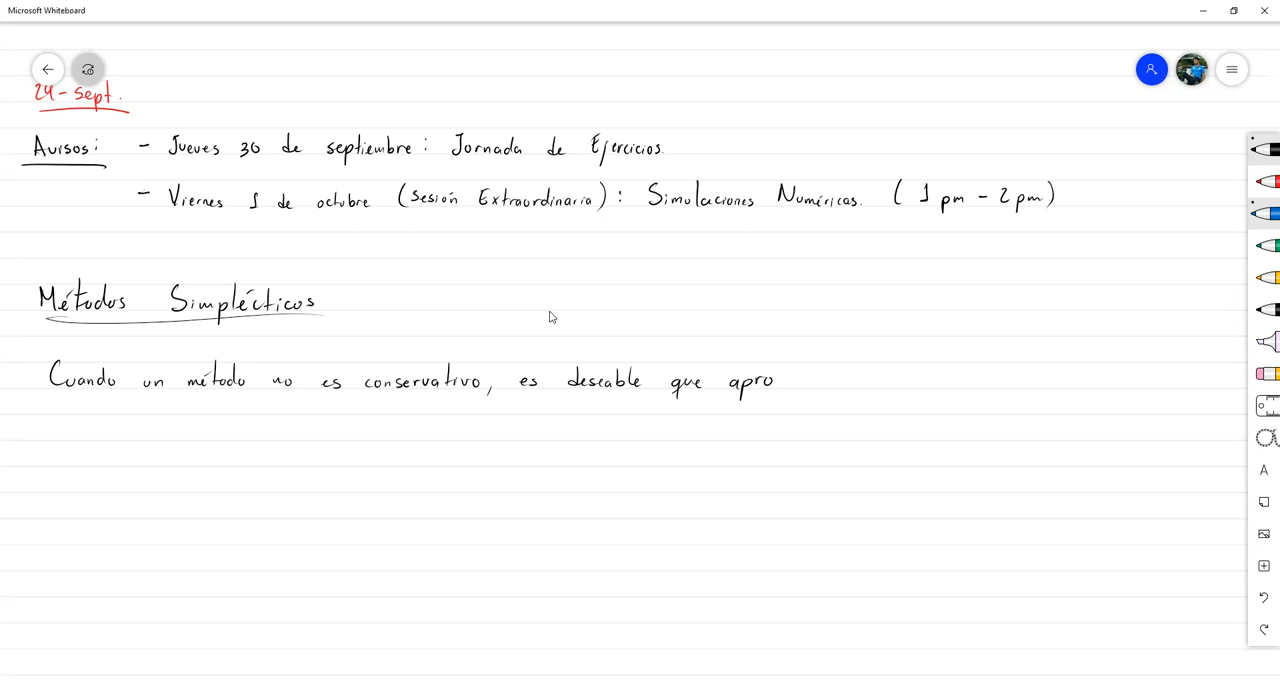 Microsoft Whiteboard
24-sept.
Avisos: - Jueves 30 de septiembre: Jornada de Ejercicios.
- Viernes 1 de octubre (Sesión Extraordinaria): Simulaciones Numéricas. (1 pm - 2 pm)
Métodos Simplécticos
Cuando un método no es conservativo, es deseable que apro
A